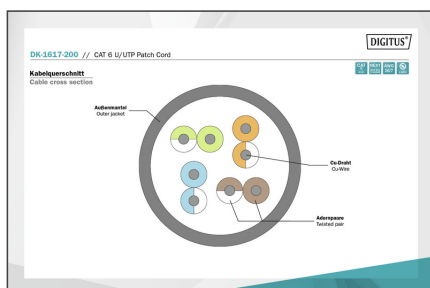 DIGITUS®
DK-1617-200 // CAT 6 U/UTP Patch Cord
Kabelquerschnitt
Cable cross section
Außenmantel
Outer jacket
Cu-Draht
Cu-Wire
Adernpaare
Twisted pair